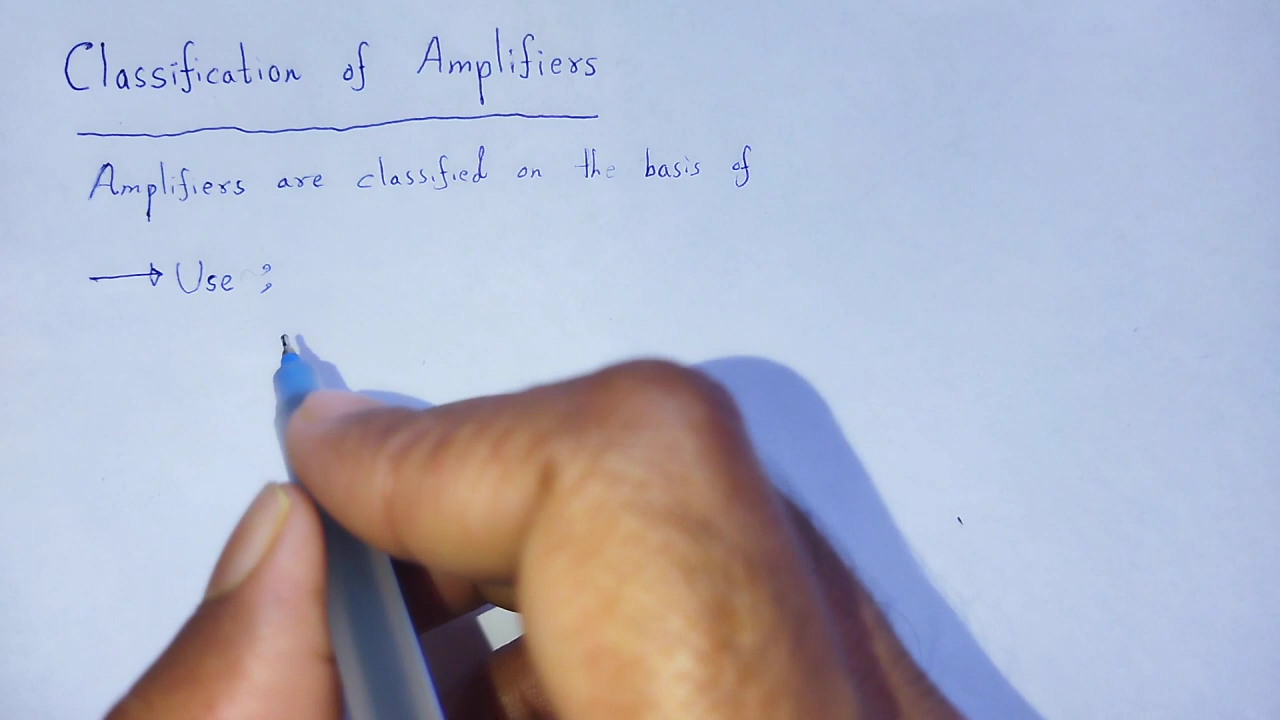 Classification of Amplifiers
Amplifiers are classified on the basis of
→ Use ;